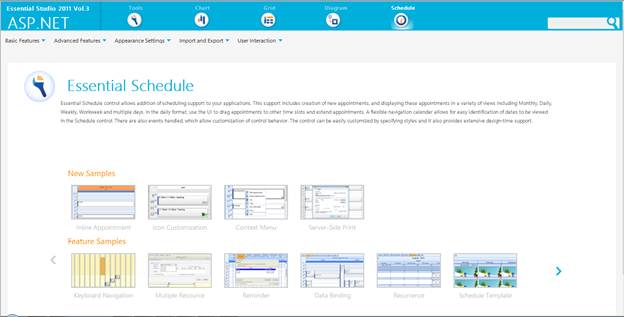 Essential Studio 2011 Vol.3
ASP.NET
Tools Chart Grid Diagram Schedule
Basic Features Advanced Features Appearance Settings Import and Export User Interaction
Essential Schedule
Essential Schedule control allows addition of scheduling support to your applications. This support includes creation of new appointments, and displaying these appointments in a variety of views including Monthly, Daily,
Weekly, Workweek and multiple days. In the daily format, use the UI to drag appointments to other time slots and extend appointments. A flexible navigation calendar allows for easy identification of dates to be viewed
in the Schedule control. There are also events handled, which allow customization of control behavior. The control can be easily customized by specifying styles and it also provides extensive design-time support.
New Samples
Inline Appointment Icon Customization Context Menu Server-Side Print
Feature Samples
Keyboard Navigation Multiple Resource Reminder Data Binding Recurrence Schedule Template